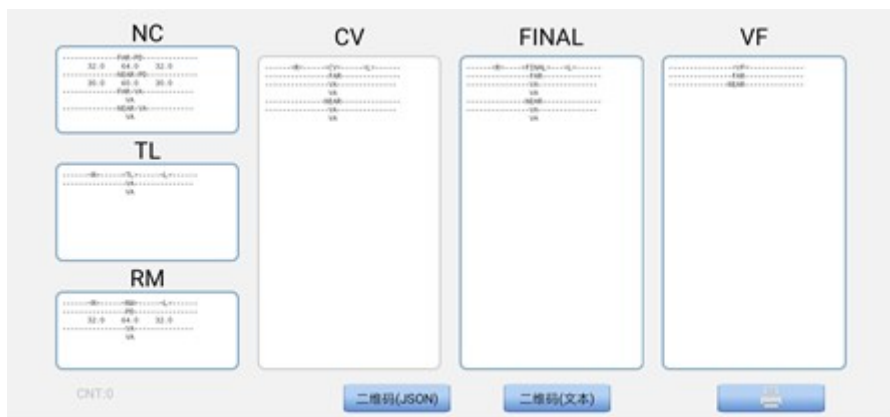 NC
-----------FAR-PD-----------
32.0 64.0 32.0
-----------NEAR-PD-----------
30.0 60.0 30.0
-----------FAR-VA-----------
VA
-----------NEAR-VA-----------
VA
TL
------<R>------<TL>------<L>------
----------------VA----------------
VA
RM
------<R>------<RM>------<L>------
----------------PD----------------
32.0 64.0 32.0
----------------VA----------------
VA
CV
------<R>------<CV>------<L>------
----------------FAR----------------
----------------VA----------------
VA
----------------NEAR----------------
----------------VA----------------
VA
FINAL
------<R>------<FINAL>------<L>------
----------------FAR----------------
----------------VA----------------
VA
----------------NEAR----------------
----------------VA----------------
VA
VF
----------------<VF>----------------
----------------FAR----------------
----------------NEAR----------------
CNT:0
二维码(JSON)
二维码(文本)